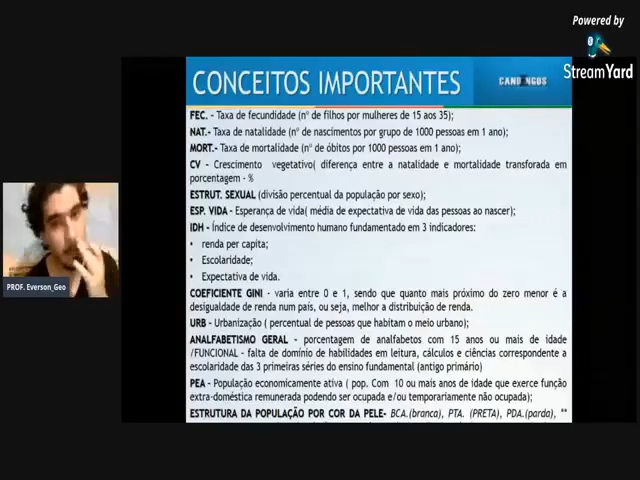 Powered by
StreamYard
CONCEITOS IMPORTANTES
CANDENGUS
FEC. - Taxa de fecundidade (nº de filhos por mulheres de 15 aos 35);
NAT.- Taxa de natalidade (nº de nascimentos por grupo de 1000 pessoas em 1 ano);
MORT.- Taxa de mortalidade (nº de óbitos por 1000 pessoas em 1 ano);
CV - Crescimento vegetativo( diferença entre a natalidade e mortalidade transforada em
porcentagem - %
ESTRUT. SEXUAL (divisão percentual da população por sexo);
ESP. VIDA - Esperança de vida( média de expectativa de vida das pessoas ao nascer);
IDH - Índice de desenvolvimento humano fundamentado em 3 indicadores:
• renda per capita;
• Escolaridade;
• Expectativa de vida.
COEFICIENTE GINI - varia entre 0 e 1, sendo que quanto mais próximo do zero menor é a
desigualdade de renda num país, ou seja, melhor a distribuição de renda.
URB - Urbanização ( percentual de pessoas que habitam o meio urbano);
ANALFABETISMO GERAL - porcentagem de analfabetos com 15 anos ou mais de idade
/FUNCIONAL - falta de domínio de habilidades em leitura, cálculos e ciências correspondente a
escolaridade das 3 primeiras séries do ensino fundamental (antigo primário)
PEA - População economicamente ativa ( pop. Com 10 ou mais anos de idade que exerce função
extra-doméstica remunerada podendo ser ocupada e/ou temporariamente não ocupada);
ESTRUTURA DA POPULAÇÃO POR COR DA PELE- BCA.(branca), PTA. (PRETA), PDA.(parda), **
PROF. Everson_Geo